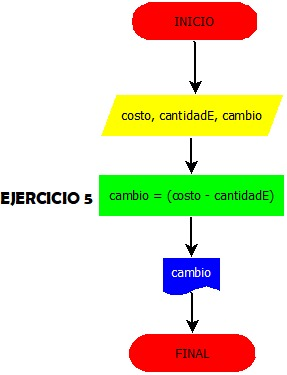 INICIO
costo, cantidadE, cambio
EJERCICIO 5
cambio = (costo - cantidadE)
cambio
FINAL